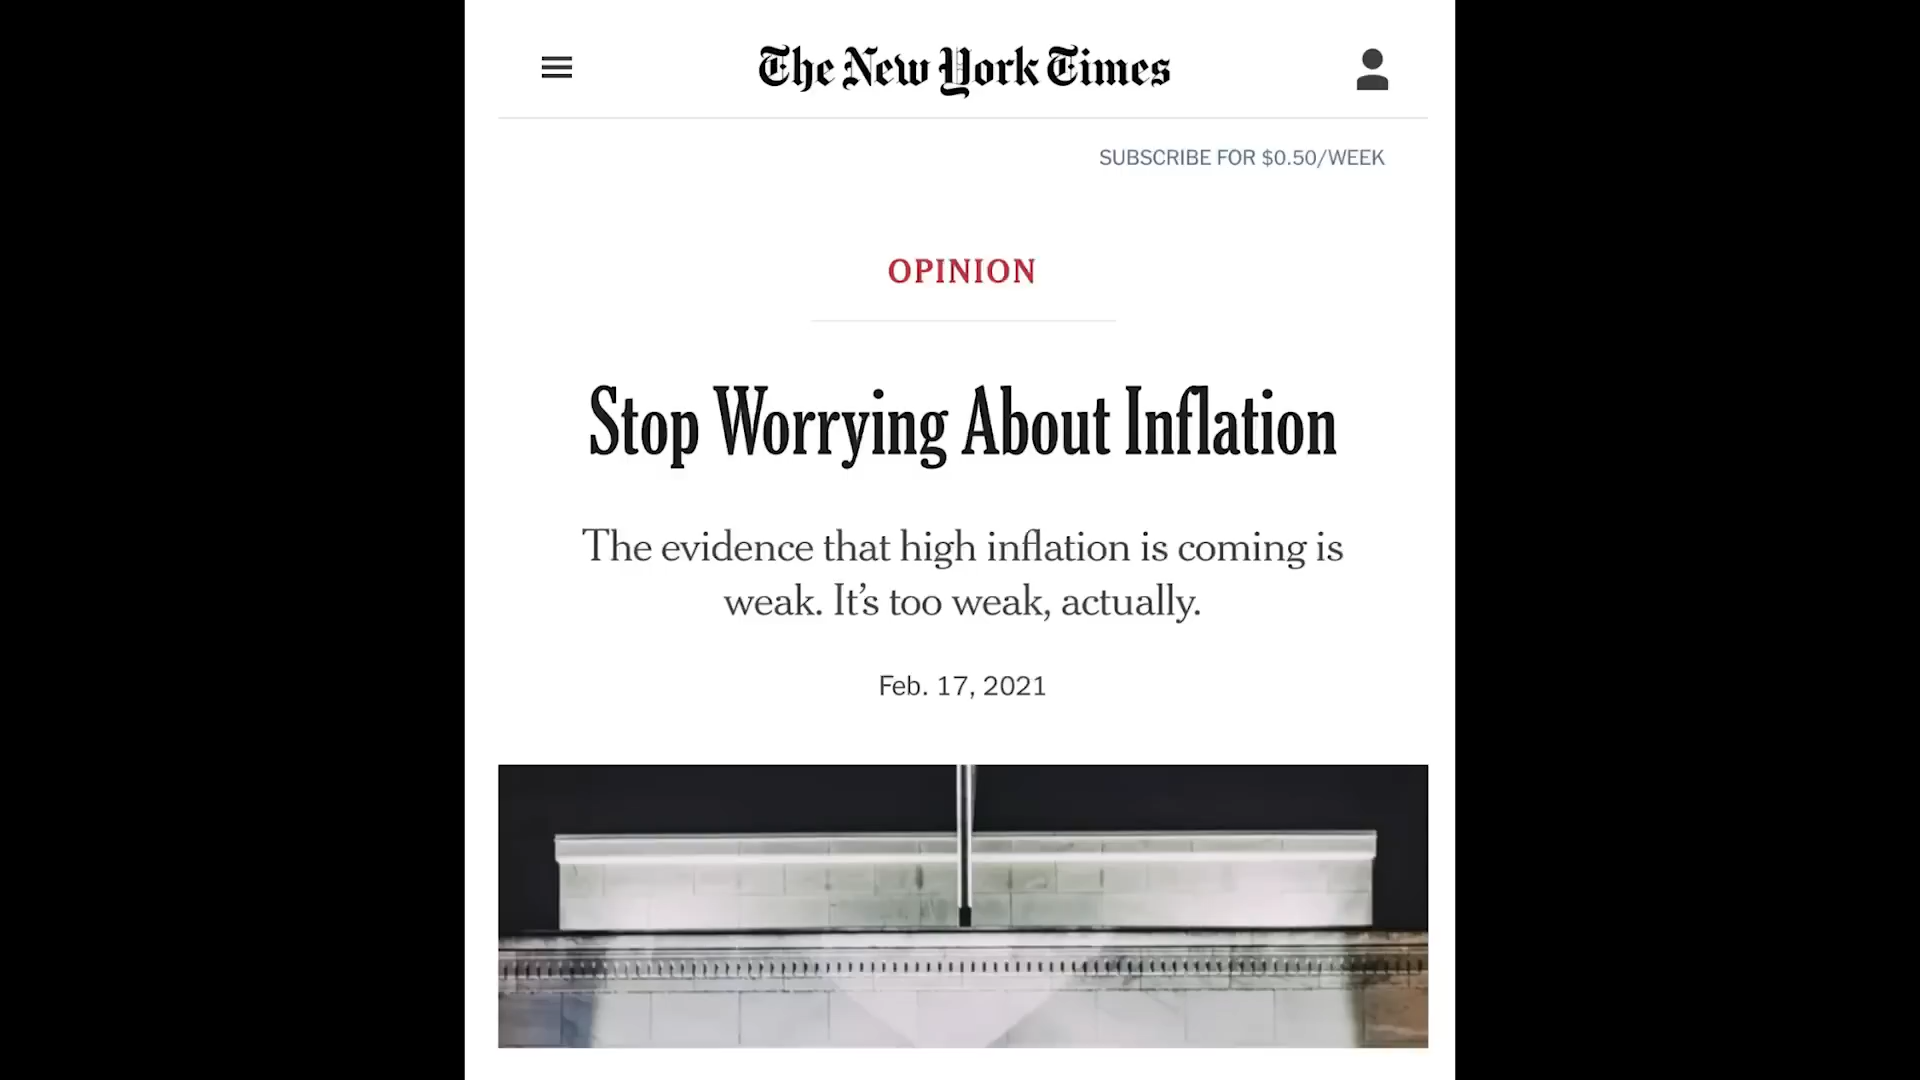 The New York Times
SUBSCRIBE FOR $0.50/WEEK
OPINION
Stop Worrying About Inflation
The evidence that high inflation is coming is
weak. It’s too weak, actually.
Feb. 17, 2021